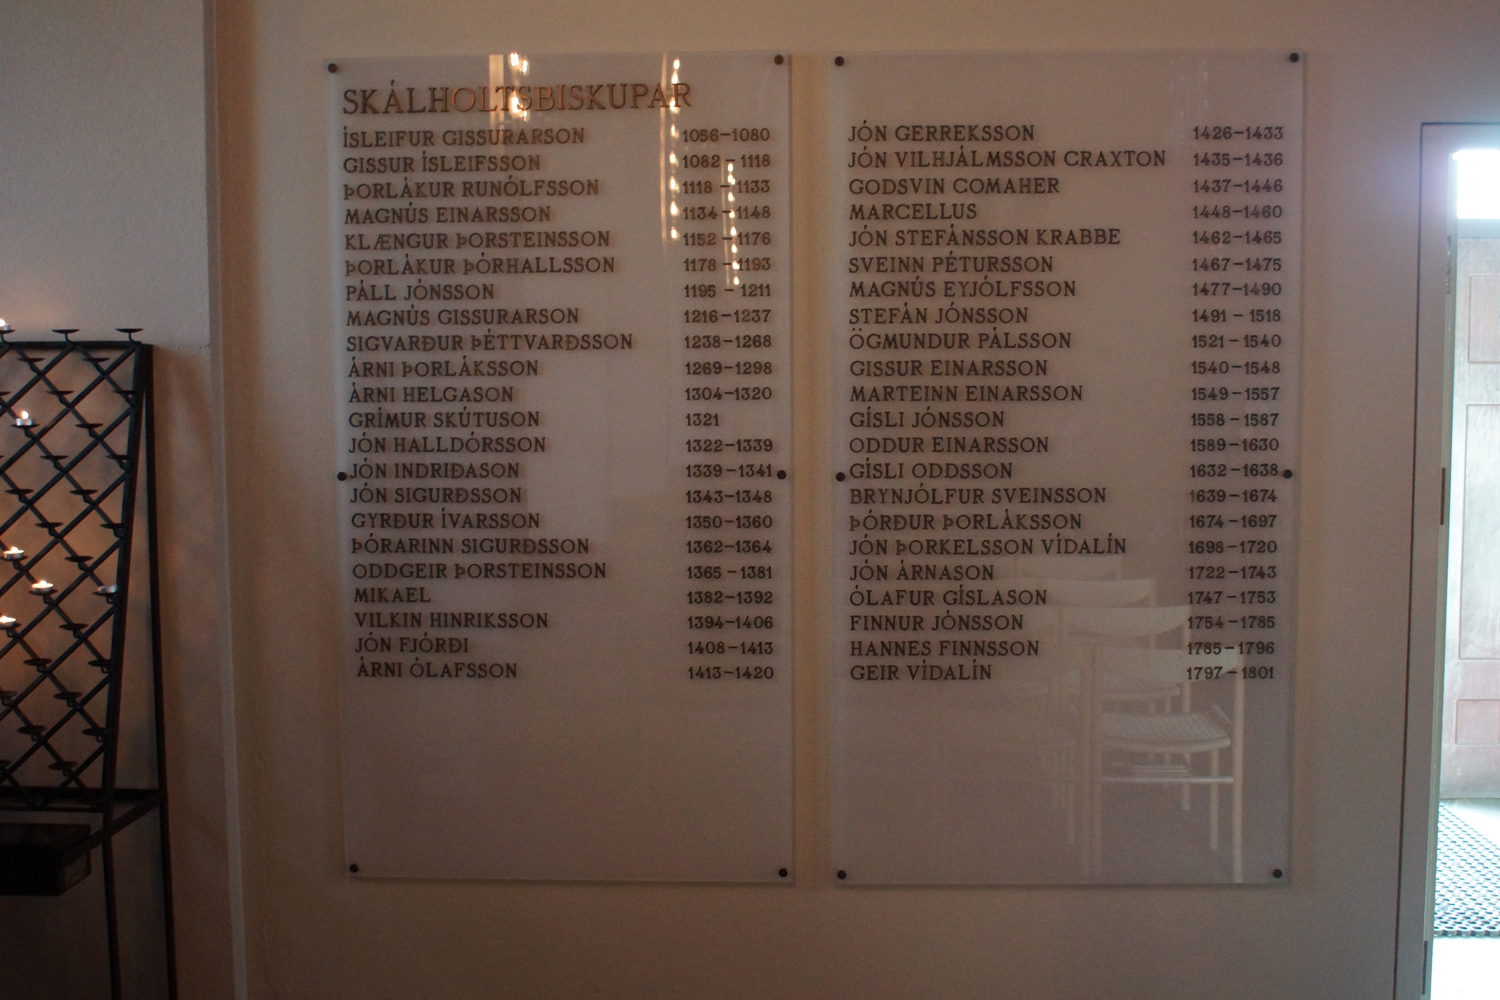 SKÁLHOLTSBISKUPAR
ÍSLEIFUR GISSURARSON 1056-1080
GISSUR ÍSLEIFSSON 1082-1118
ÞORLÁKUR RUNÓLFSSON 1118-1133
MAGNÚS EINARSSON 1134-1148
KLÆNGUR ÞORSTEINSSON 1152-1176
ÞORLÁKUR ÞÓRHALLSSON 1178-1193
PÁLL JÓNSSON 1195-1211
MAGNÚS GISSURARSON 1216-1237
SIGVARÐUR ÞÉTTVARÐSSON 1238-1268
ÁRNI ÞORLÁKSSON 1269-1298
ÁRNI HELGASON 1304-1320
GRÍMUR SKÚTUSON 1321
JÓN HALLDÓRSSON 1322-1339
JÓN INDRIÐASON 1339-1341
JÓN SIGURÐSSON 1343-1348
GYRÐUR ÍVARSSON 1350-1360
ÞÓRARINN SIGURÐSSON 1362-1364
ODDGEIR ÞORSTEINSSON 1365-1381
MIKAEL 1382-1392
VILKIN HINRIKSSON 1394-1406
JÓN FJÓRÐI 1408-1413
ÁRNI ÓLAFSSON 1413-1420
JÓN GERREKSSON 1426-1433
JÓN VILHJÁLMSSON CRAXTON 1435-1436
GODSVIN COMAHER 1437-1446
MARCELLUS 1448-1460
JÓN STEFÁNSSON KRABBE 1462-1465
SVEINN PÉTURSSON 1467-1475
MAGNÚS EYJÓLFSSON 1477-1490
STEFÁN JÓNSSON 1491-1518
ÖGMUNDUR PÁLSSON 1521-1540
GISSUR EINARSSON 1540-1548
MARTEINN EINARSSON 1549-1557
GÍSLI JÓNSSON 1558-1587
ODDUR EINARSSON 1589-1630
GÍSLI ODDSSON 1632-1638
BRYNJÓLFUR SVEINSSON 1639-1674
ÞÓRÐUR ÞORLÁKSSON 1674-1697
JÓN ÞORKELSSON VÍDALÍN 1698-1720
JÓN ÁRNASON 1722-1743
ÓLAFUR GÍSLASON 1747-1753
FINNUR JÓNSSON 1754-1785
HANNES FINNSSON 1785-1796
GEIR VÍDALÍN 1797-1801